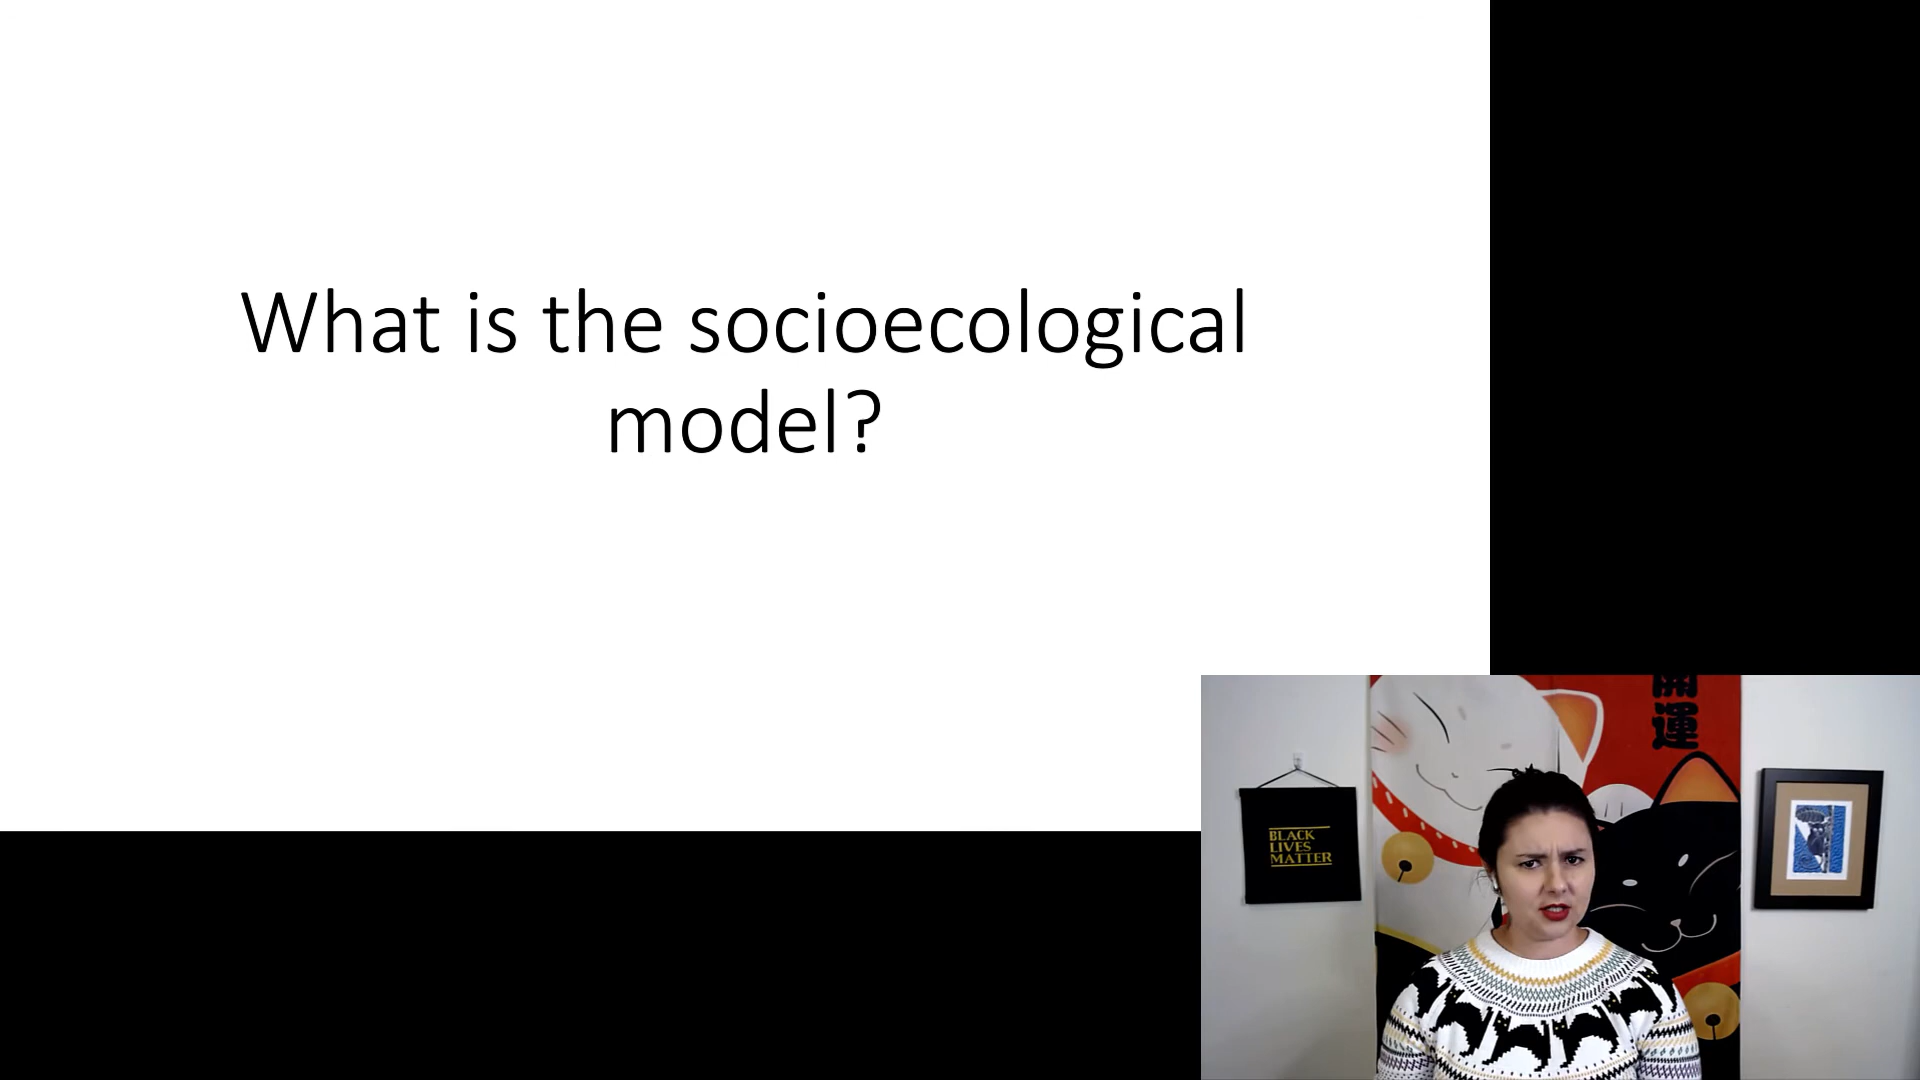 What is the socioecological
model?
開
運
BLACK
LIVES
MATTER